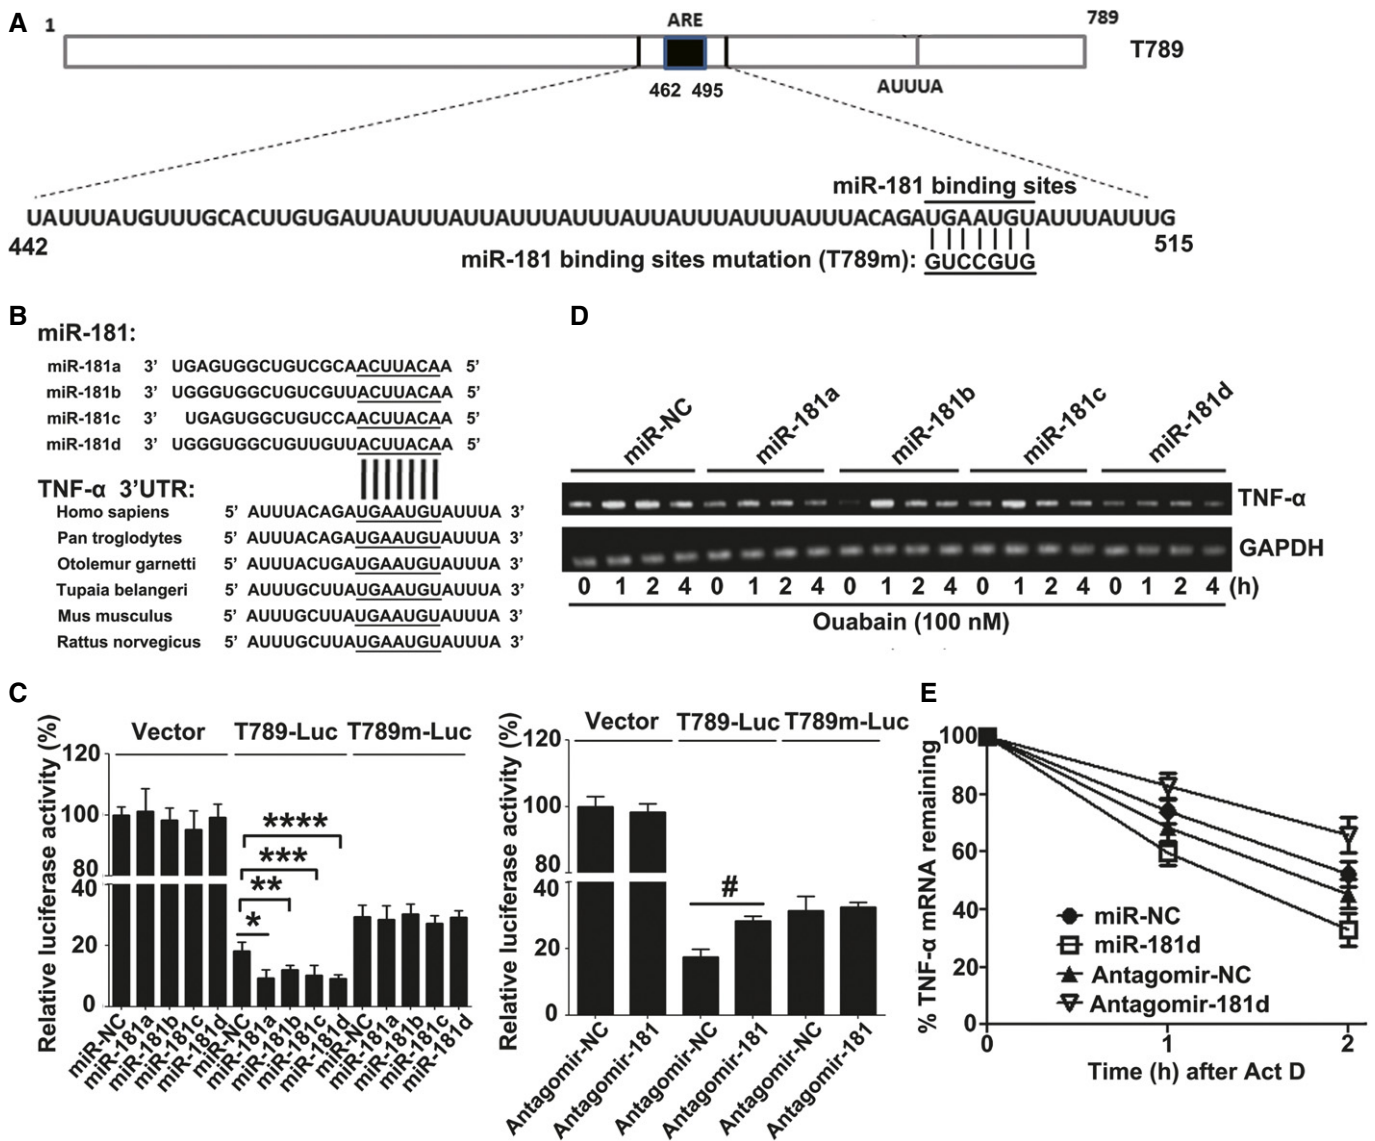 A
1
ARE
789
T789
462 495
AUUUA
miR-181 binding sites
UAUUUAUGUUUGCACUUGUGAUUAUUUAUUAUUUAUUUAUUAUUUAUUUAUUUACAGAUGAAUGUAUUUAUUUG
442
515
miR-181 binding sites mutation (T789m): GUCCGUG
B
miR-181:
miR-181a 3' UGAGUGGCUGUCGCAACUUACAA 5'
miR-181b 3' UGGGUGGCUGUCGUUACUUACAA 5'
miR-181c 3' UGAGUGGCUGUCCAACUUACAA 5'
miR-181d 3' UGGGUGGCUGUUGUUACUUACAA 5'
TNF-α 3'UTR:
Homo sapiens 5' AUUUACAGAUGAAUGUAUUUA 3'
Pan troglodytes 5' AUUUACAGAUGAAUGUAUUUA 3'
Otolemur garnetti 5' AUUUACUGAUGAAUGUAUUUA 3'
Tupaia belangeri 5' AUUUGCUUAUGAAUGUAUUUA 3'
Mus musculus 5' AUUUGCUUAUGAAUGUAUUUA 3'
Rattus norvegicus 5' AUUUGCUUAUGAAUGUAUUUA 3'
D
miR-NC miR-181a miR-181b miR-181c miR-181d
TNF-α
GAPDH
0 1 2 4 0 1 2 4 0 1 2 4 0 1 2 4 0 1 2 4 (h)
Ouabain (100 nM)
C
Relative luciferase activity (%)
Vector T789-Luc T789m-Luc
120
100
80
40
20
0
*
**
***
****
miR-NC miR-181a miR-181b miR-181c miR-181d miR-NC miR-181a miR-181b miR-181c miR-181d miR-NC miR-181a miR-181b miR-181c miR-181d
Relative luciferase activity (%)
Vector T789-Luc T789m-Luc
120
100
80
40
20
0
#
Antagomir-NC Antagomir-181 Antagomir-NC Antagomir-181 Antagomir-NC Antagomir-181
E
% TNF-α mRNA remaining
100
80
60
40
20
0
miR-NC
miR-181d
Antagomir-NC
Antagomir-181d
0 1 2
Time (h) after Act D